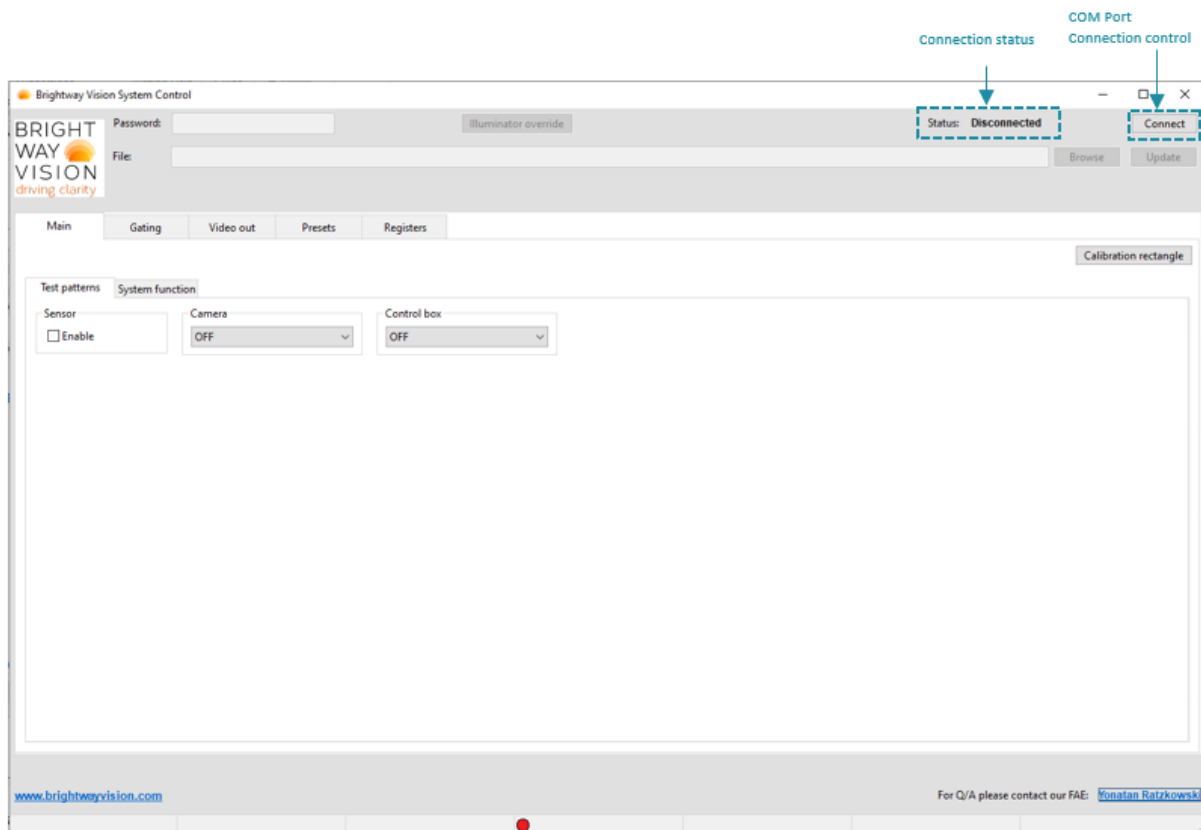 COM Port
Connection status
Connection control
Brightway Vision System Control
BRIGHT
WAY
VISION
driving clarity
Password:
Illuminator override
Status: Disconnected
Connect
File:
Browse
Update
Main
Gating
Video out
Presets
Registers
Calibration rectangle
Test patterns
System function
Sensor
Camera
Control box
Enable
OFF
OFF
www.brightwayvision.com
For Q/A please contact our FAE: Yonatan Ratzkowski